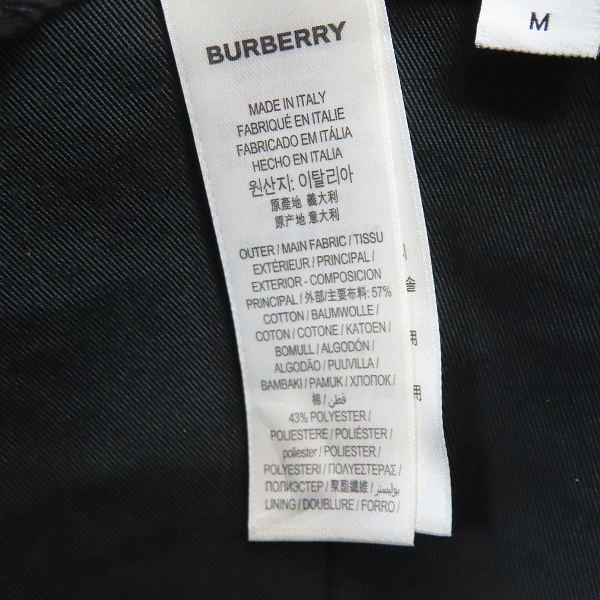 BURBERRY
M
MADE IN ITALY
FABRIQUÉ EN ITALIE
FABRICADO EM ITÁLIA
HECHO EN ITALIA
원산지: 이탈리아
原產地 義大利
原产地 意大利
OUTER / MAIN FABRIC / TISSU
EXTÉRIEUR / PRINCIPAL /
EXTERIOR - COMPOSICION
PRINCIPAL / 外部/主要布料: 57%
COTTON / BAUMWOLLE /
COTON / COTONE / KATOEN /
BOMULL / ALGODÓN /
ALGODÃO / PUUVILLA /
BAMBAKI / PAMUK / ХЛОПОК /
棉 / قطن /
43% POLYESTER /
POLIESTERE / POLIÉSTER /
poliester / POLYESTER /
POLYESTERI / ΠΟΛΥΕΣΤΕΡΑΣ /
ПОЛИЭСТЕР / 聚酯纖維 / بوليستر /
LINING / DOUBLURE / FORRO /
솔
用
用